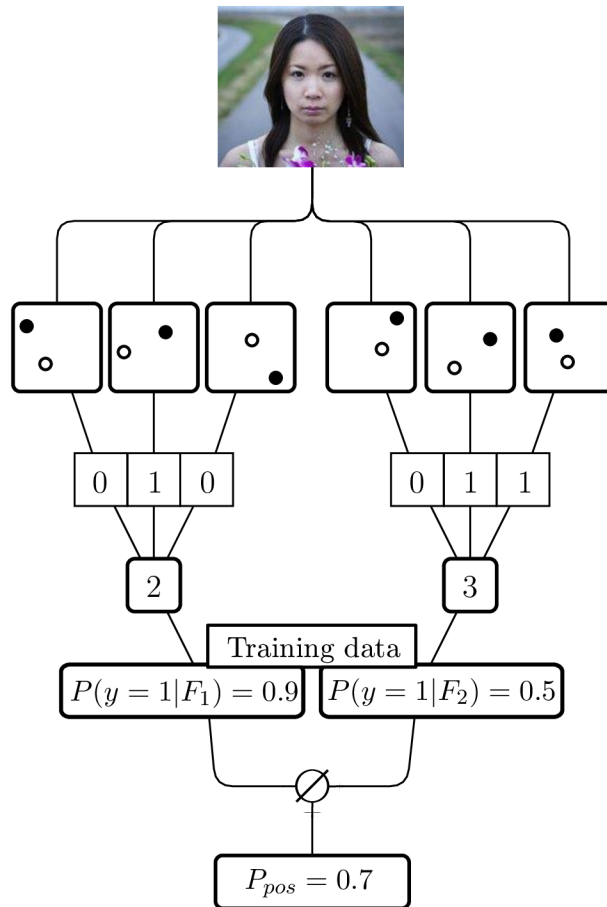 0 1 0 0 1 1
2 3
Training data
P(y = 1|F₁) = 0.9 P(y = 1|F₂) = 0.5
P_pos = 0.7